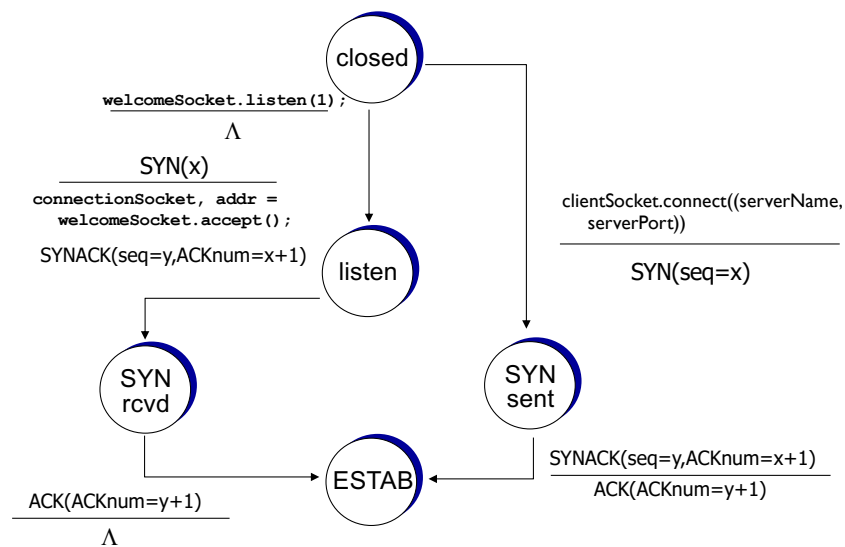 closed
welcomeSocket.listen(1);
Λ
SYN(x)
connectionSocket, addr =
welcomeSocket.accept();
SYNACK(seq=y,ACKnum=x+1)
listen
clientSocket.connect((serverName,
serverPort))
SYN(seq=x)
SYN
rcvd
SYN
sent
ESTAB
SYNACK(seq=y,ACKnum=x+1)
ACK(ACKnum=y+1)
ACK(ACKnum=y+1)
Λ